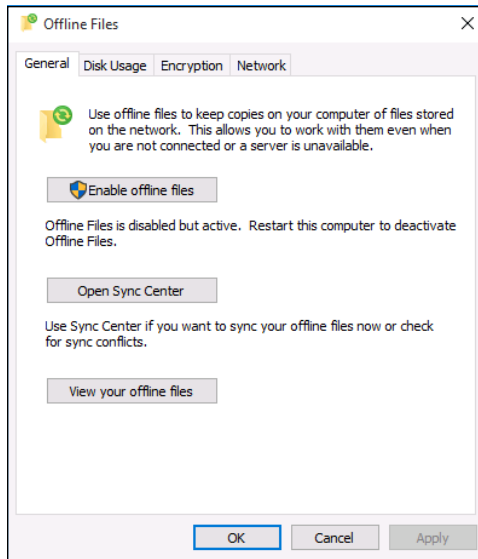 Offline Files
General Disk Usage Encryption Network
Use offline files to keep copies on your computer of files stored
on the network. This allows you to work with them even when
you are not connected or a server is unavailable.
Enable offline files
Offline Files is disabled but active. Restart this computer to deactivate
Offline Files.
Open Sync Center
Use Sync Center if you want to sync your offline files now or check
for sync conflicts.
View your offline files
OK Cancel Apply